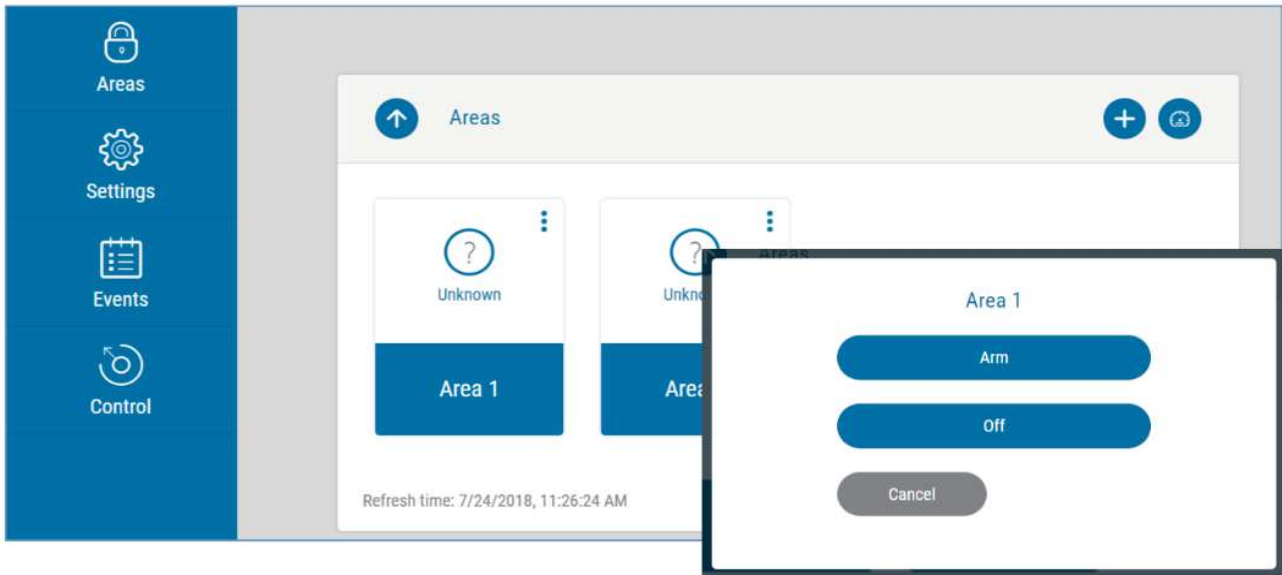 Areas
Settings
Events
Control
Areas
?
Unknown
Area 1
?
Refresh time: 7/24/2018, 11:26:24 AM
Areas
Area 1
Arm
Off
Cancel